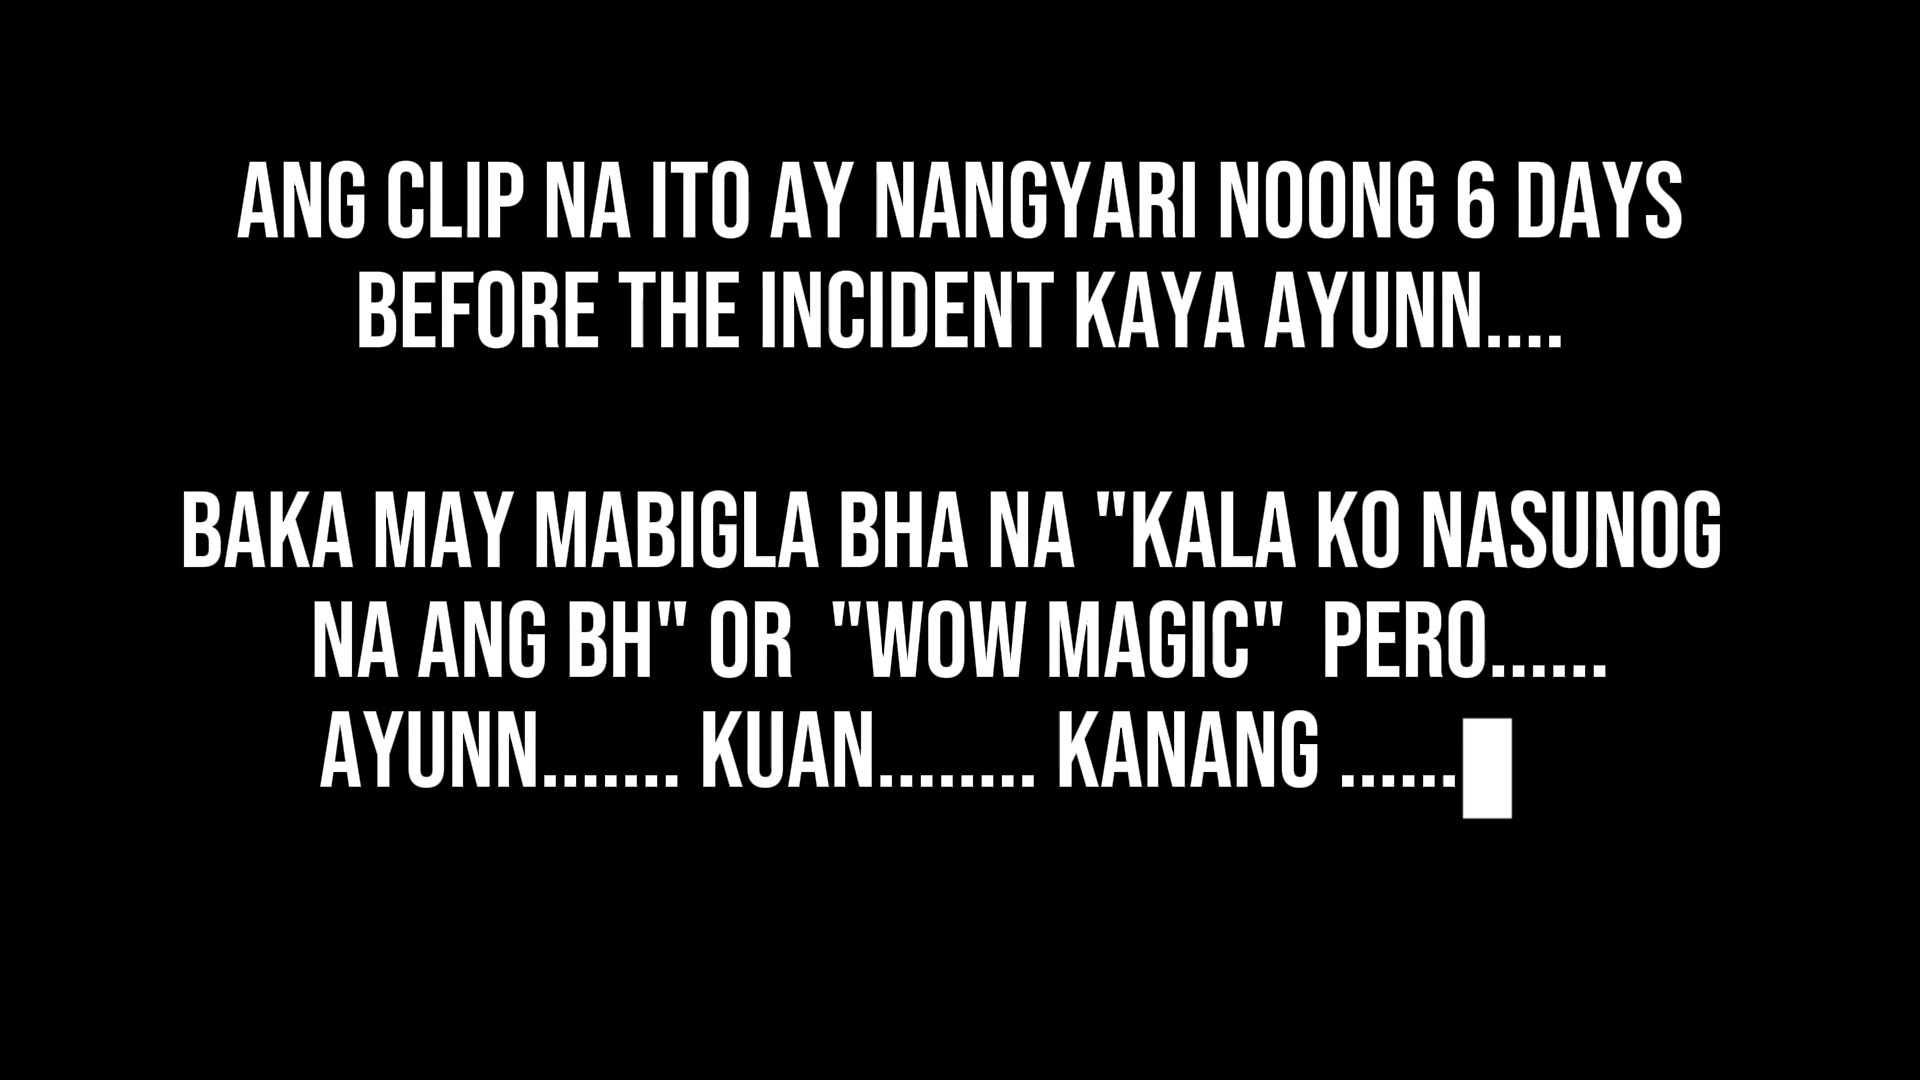 ANG CLIP NA ITO AY NANGYARI NOONG 6 DAYS
BEFORE THE INCIDENT KAYA AYUNN....
BAKA MAY MABIGLA BHA NA "KALA KO NASUNOG
NA ANG BH" OR  "WOW MAGIC"  PERO......
AYUNN....... KUAN........ KANANG ......